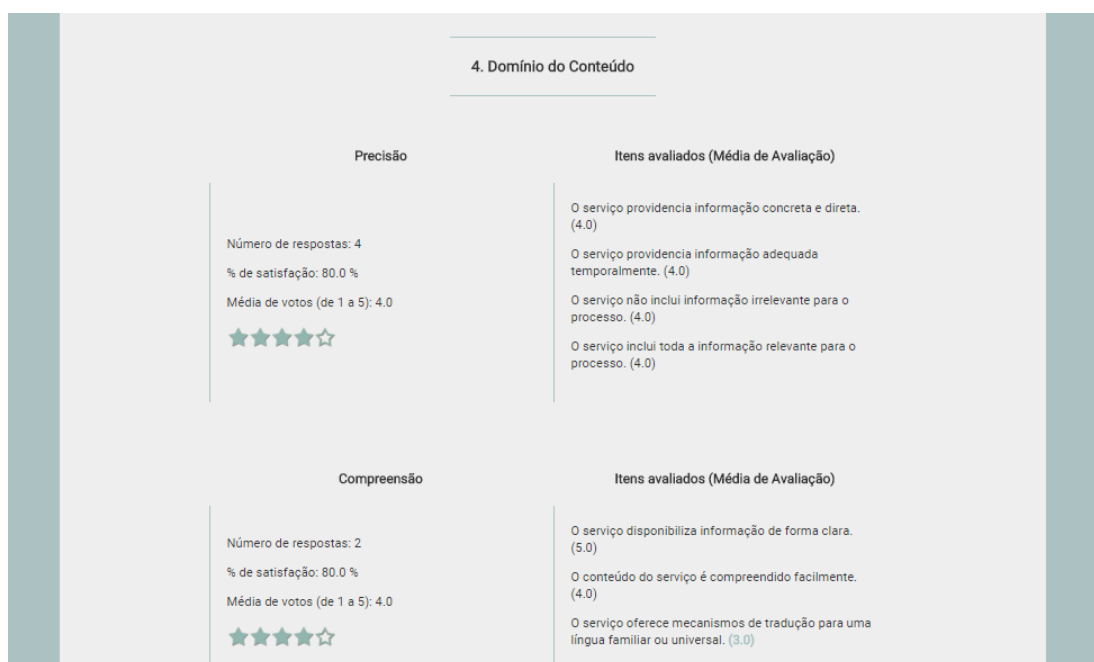 4. Domínio do Conteúdo
Precisão
Itens avaliados (Média de Avaliação)
Número de respostas: 4
% de satisfação: 80.0 %
Média de votos (de 1 a 5): 4.0
O serviço providencia informação concreta e direta.
(4.0)
O serviço providencia informação adequada
temporalmente. (4.0)
O serviço não inclui informação irrelevante para o
processo. (4.0)
O serviço inclui toda a informação relevante para o
processo. (4.0)
Compreensão
Itens avaliados (Média de Avaliação)
Número de respostas: 2
% de satisfação: 80.0 %
Média de votos (de 1 a 5): 4.0
O serviço disponibiliza informação de forma clara.
(5.0)
O conteúdo do serviço é compreendido facilmente.
(4.0)
O serviço oferece mecanismos de tradução para uma
língua familiar ou universal. (3.0)